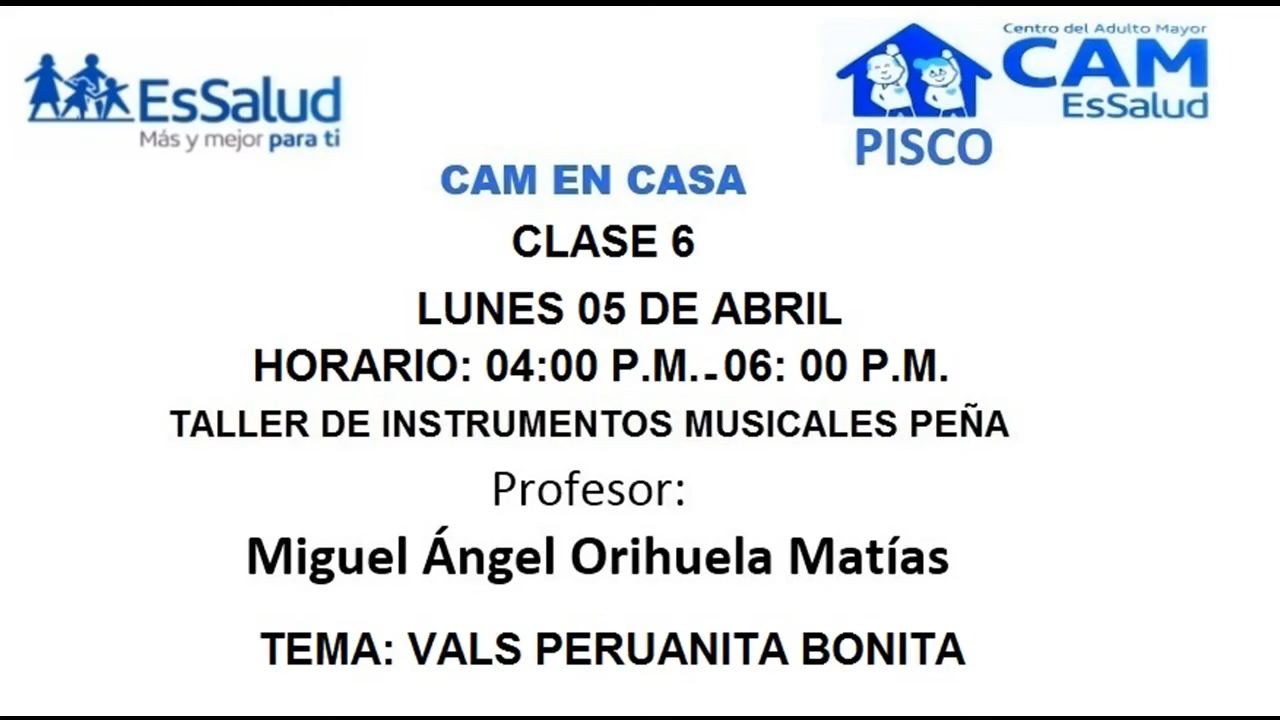 EsSalud
Más y mejor para ti
Centro del Adulto Mayor
CAM
EsSalud
PISCO
CAM EN CASA
CLASE 6
LUNES 05 DE ABRIL
HORARIO: 04:00 P.M.-06: 00 P.M.
TALLER DE INSTRUMENTOS MUSICALES PEÑA
Profesor:
Miguel Ángel Orihuela Matías
TEMA: VALS PERUANITA BONITA